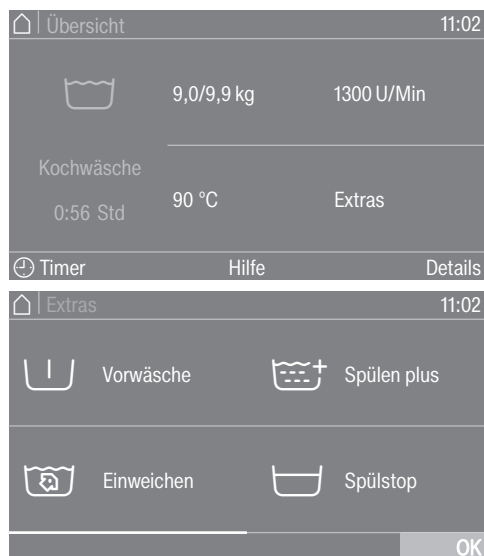 Übersicht 11:02
9,0/9,9 kg 1300 U/Min
Kochwäsche
0:56 Std
90 °C Extras
Timer Hilfe Details
Extras 11:02
Vorwäsche Spülen plus
Einweichen Spülstop
OK